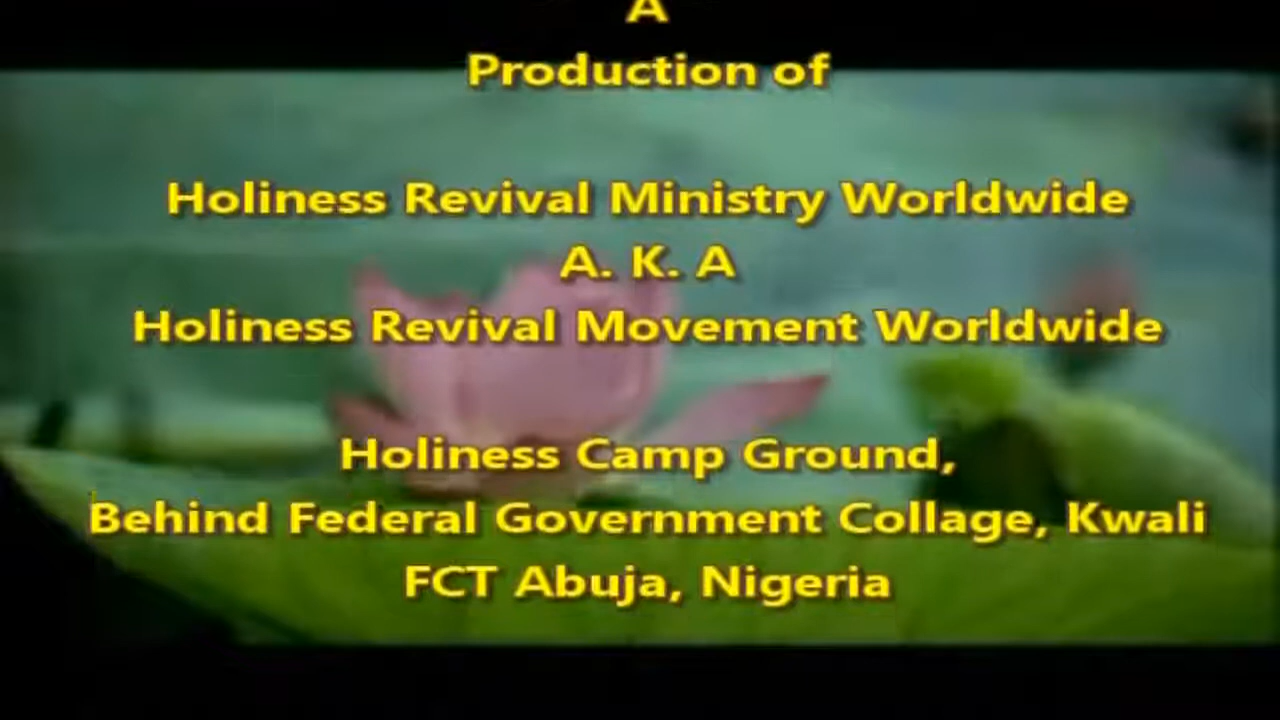 A
Production of
Holiness Revival Ministry Worldwide
A. K. A
Holiness Revival Movement Worldwide
Holiness Camp Ground,
Behind Federal Government Collage, Kwali
FCT Abuja, Nigeria